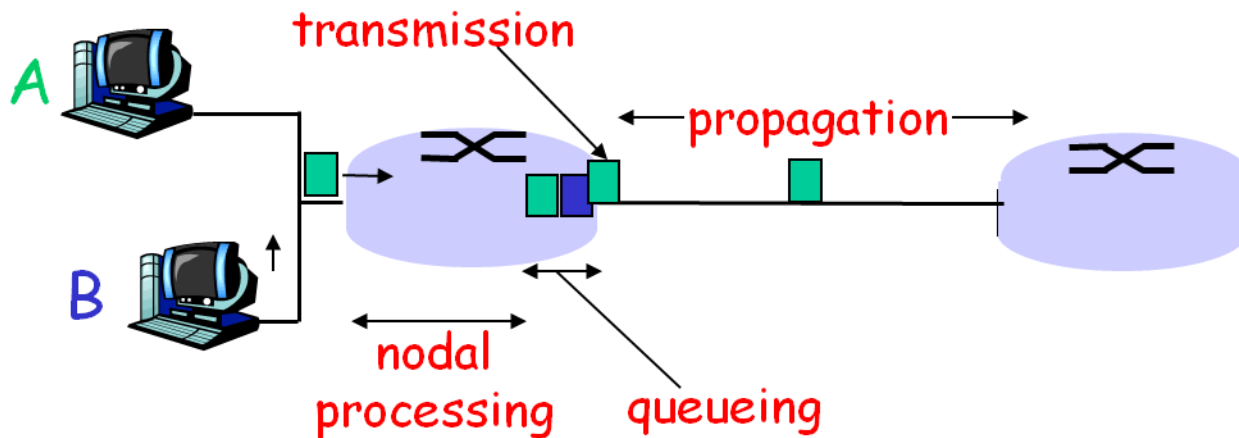 transmission
A
propagation
B
nodal
processing
queueing